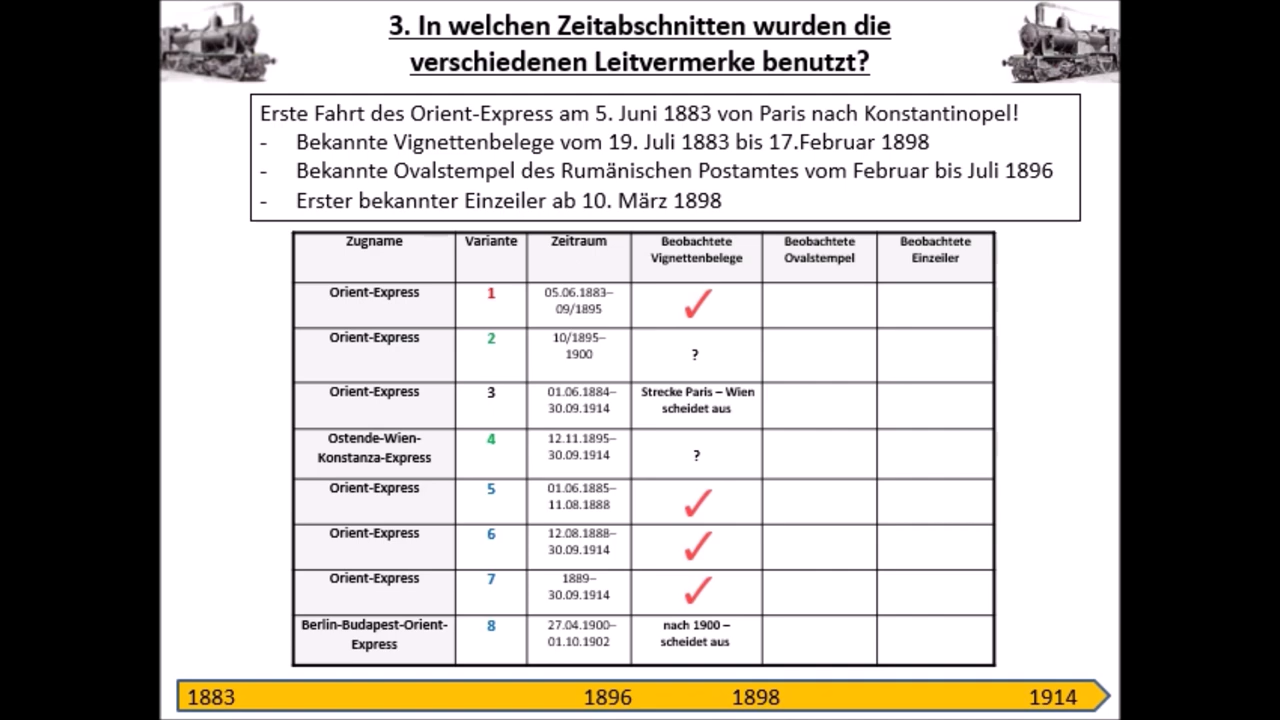 3. In welchen Zeitabschnitten wurden die
verschiedenen Leitvermerke benutzt?
Erste Fahrt des Orient-Express am 5. Juni 1883 von Paris nach Konstantinopel!
- Bekannte Vignettenbelege vom 19. Juli 1883 bis 17.Februar 1898
- Bekannte Ovalstempel des Rumänischen Postamtes vom Februar bis Juli 1896
- Erster bekannter Einzeiler ab 10. März 1898
Zugname Variante Zeitraum Beobachtete Beobachtete Beobachtete
Vignettenbelege Ovalstempel Einzeiler
Orient-Express 1 05.06.1883–
09/1895
Orient-Express 2 10/1895–
1900 ?
Orient-Express 3 01.06.1884– Strecke Paris – Wien
30.09.1914 scheidet aus
Ostende-Wien- 4 12.11.1895–
Konstanza-Express 30.09.1914 ?
Orient-Express 5 01.06.1885–
11.08.1888
Orient-Express 6 12.08.1888–
30.09.1914
Orient-Express 7 1889–
30.09.1914
Berlin-Budapest-Orient- 8 27.04.1900– nach 1900 –
Express 01.10.1902 scheidet aus
1883 1896 1898 1914